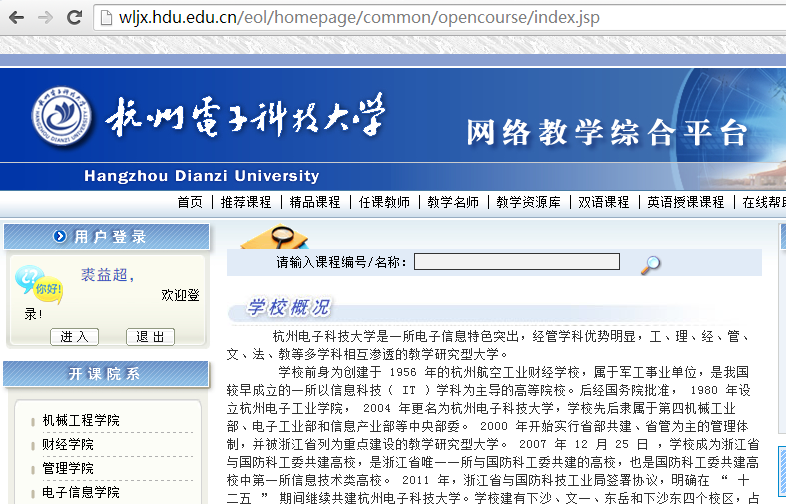 wljx.hdu.edu.cn/eol/homepage/common/opencourse/index.jsp
杭州電子科技大学
网络教学综合平台
Hangzhou Dianzi University
首页 | 推荐课程 | 精品课程 | 任课教师 | 教学名师 | 教学资源库 | 双语课程 | 英语授课课程 | 在线帮助
用户登录
你好!
裘益超，
欢迎登
录!
进入 退出
开课院系
机械工程学院
财经学院
管理学院
电子信息学院
请输入课程编号/名称：
学校概况
杭州电子科技大学是一所电子信息特色突出，经管学科优势明显，工、理、经、管、
文、法、教等多学科相互渗透的教学研究型大学。
学校前身为创建于 1956 年的杭州航空工业财经学校，属于军工事业单位，是我国
较早成立的一所以信息科技（ IT ）学科为主导的高等院校。后经国务院批准， 1980 年设
立杭州电子工业学院， 2004 年更名为杭州电子科技大学，学校先后隶属于第四机械工业
部、电子工业部和信息产业部等中央部委。 2000 年开始实行省部共建、省管为主的管理体
制，并被浙江省列为重点建设的教学研究型大学。 2007 年 12 月 25 日 ，学校成为浙江省
与国防科工委共建高校，是浙江省唯一一所与国防科工委共建的高校，也是国防科工委共建高
校中第一所信息技术类高校。 2011 年，浙江省与国防科技工业局签署协议，明确在 “ 十
二五 ” 期间继续共建杭州电子科技大学。学校建有下沙、文一、东岳和下沙东四个校区，占